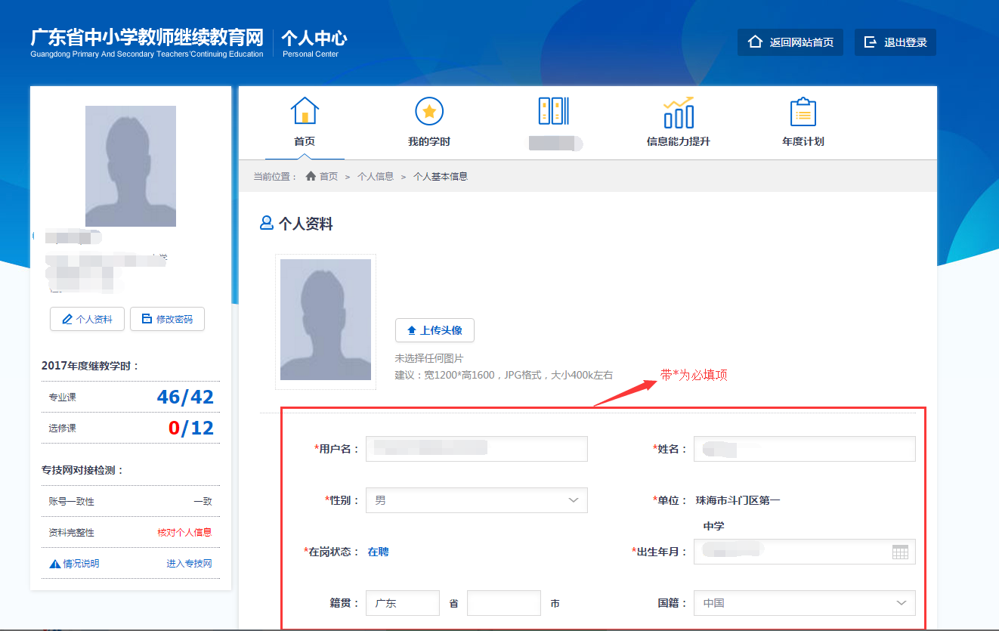 广东省中小学教师继续教育网 个人中心
Guangdong Primary And Secondary Teachers'Continuing Education Personal Center
返回网站首页 退出登录
首页 我的学时 信息能力提升 年度计划
当前位置： 首页 > 个人信息 > 个人基本信息
个人资料
上传头像
未选择任何图片
建议：宽1200*高1600，JPG格式，大小400k左右
带*为必填项
个人资料 修改密码
2017年度继教学时：
专业课 46/42
选修课 0/12
专技网对接检测：
账号一致性 一致
资料完整性 核对个人信息
情况说明 进入专技网
*用户名： *姓名：
*性别： 男 *单位： 珠海市斗门区第一
中学
*在岗状态： 在聘 *出生年月：
籍贯： 广东 省 市 国籍： 中国